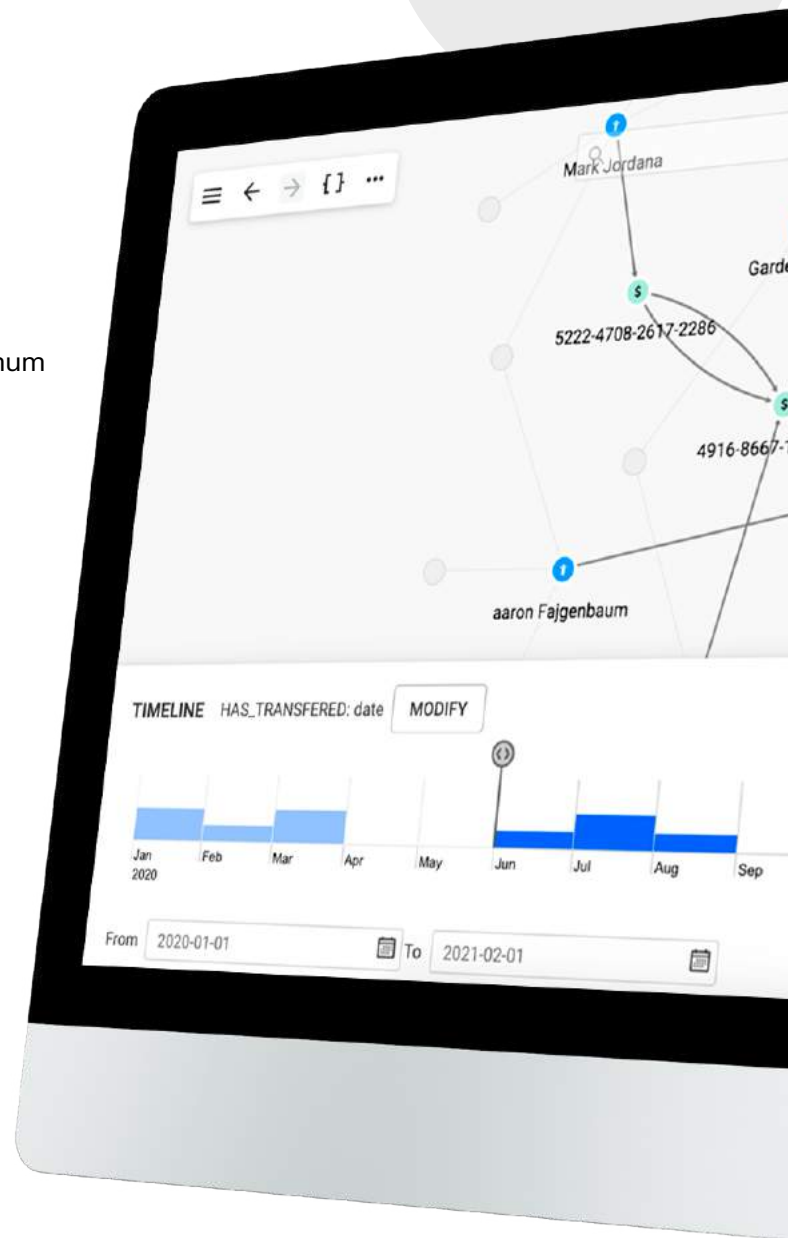 Mark Jordana
Garde
5222-4708-2617-2286
num
4916-8667-1
aaron Fajgenbaum
TIMELINE HAS_TRANSFERED: date MODIFY
Jan Feb Mar Apr May Jun Jul Aug Sep
2020
From 2020-01-01 To 2021-02-01